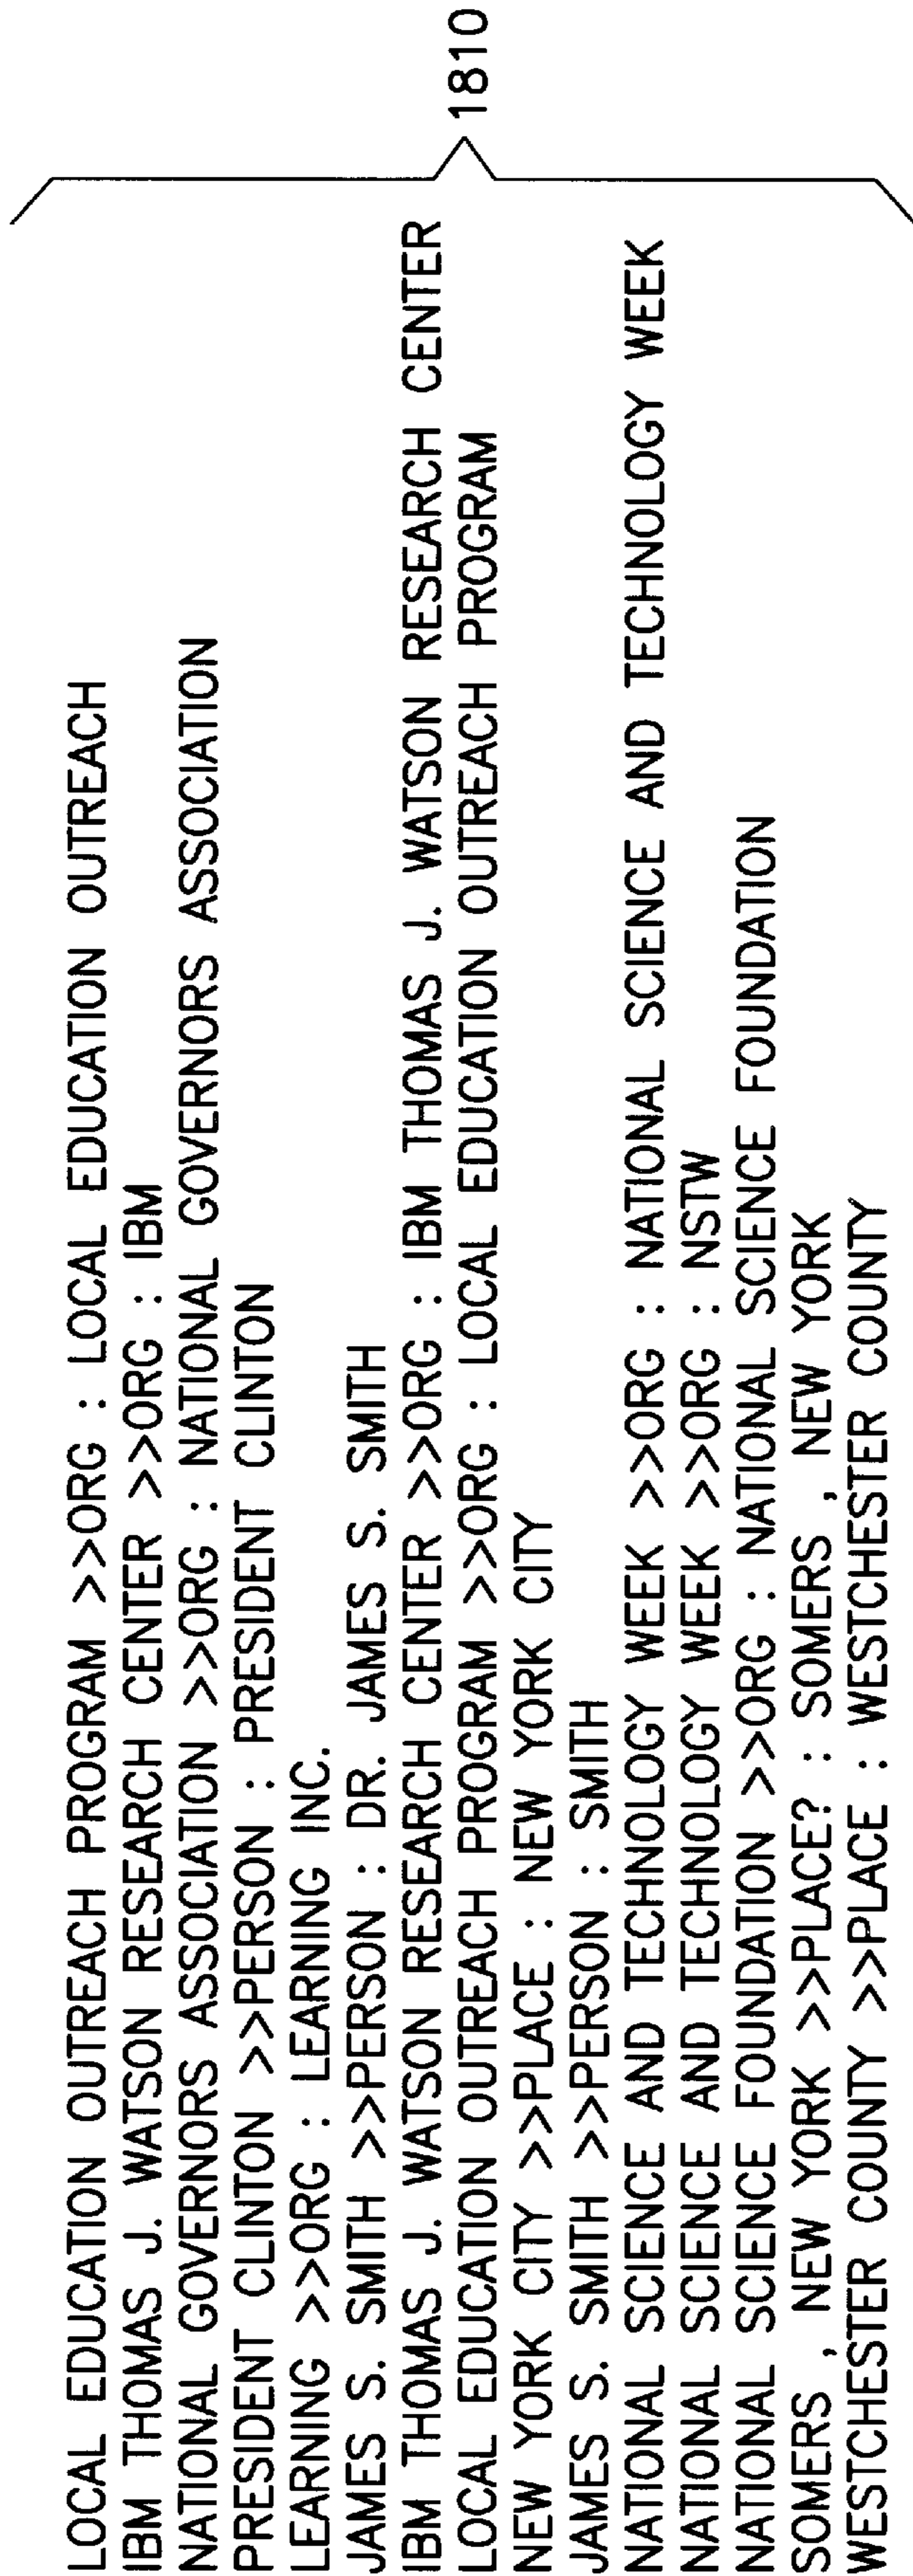 LOCAL EDUCATION OUTREACH PROGRAM >>ORG : LOCAL EDUCATION OUTREACH
IBM THOMAS J. WATSON RESEARCH CENTER >>ORG : IBM
NATIONAL GOVERNORS ASSOCIATION >>ORG : NATIONAL GOVERNORS ASSOCIATION
PRESIDENT CLINTON >>PERSON : PRESIDENT CLINTON
LEARNING >>ORG : LEARNING INC.
JAMES S. SMITH >>PERSON : DR. JAMES S. SMITH
IBM THOMAS J. WATSON RESEARCH CENTER >>ORG : IBM THOMAS J. WATSON RESEARCH CENTER
LOCAL EDUCATION OUTREACH PROGRAM >>ORG : LOCAL EDUCATION OUTREACH PROGRAM
NEW YORK CITY >>PLACE : NEW YORK CITY
JAMES S. SMITH >>PERSON : SMITH
NATIONAL SCIENCE AND TECHNOLOGY WEEK >>ORG : NATIONAL SCIENCE AND TECHNOLOGY WEEK
NATIONAL SCIENCE AND TECHNOLOGY WEEK >>ORG : NSTW
NATIONAL SCIENCE FOUNDATION >>ORG : NATIONAL SCIENCE FOUNDATION
SOMERS , NEW YORK >>PLACE? : SOMERS , NEW YORK
WESTCHESTER COUNTY >>PLACE : WESTCHESTER COUNTY
1810